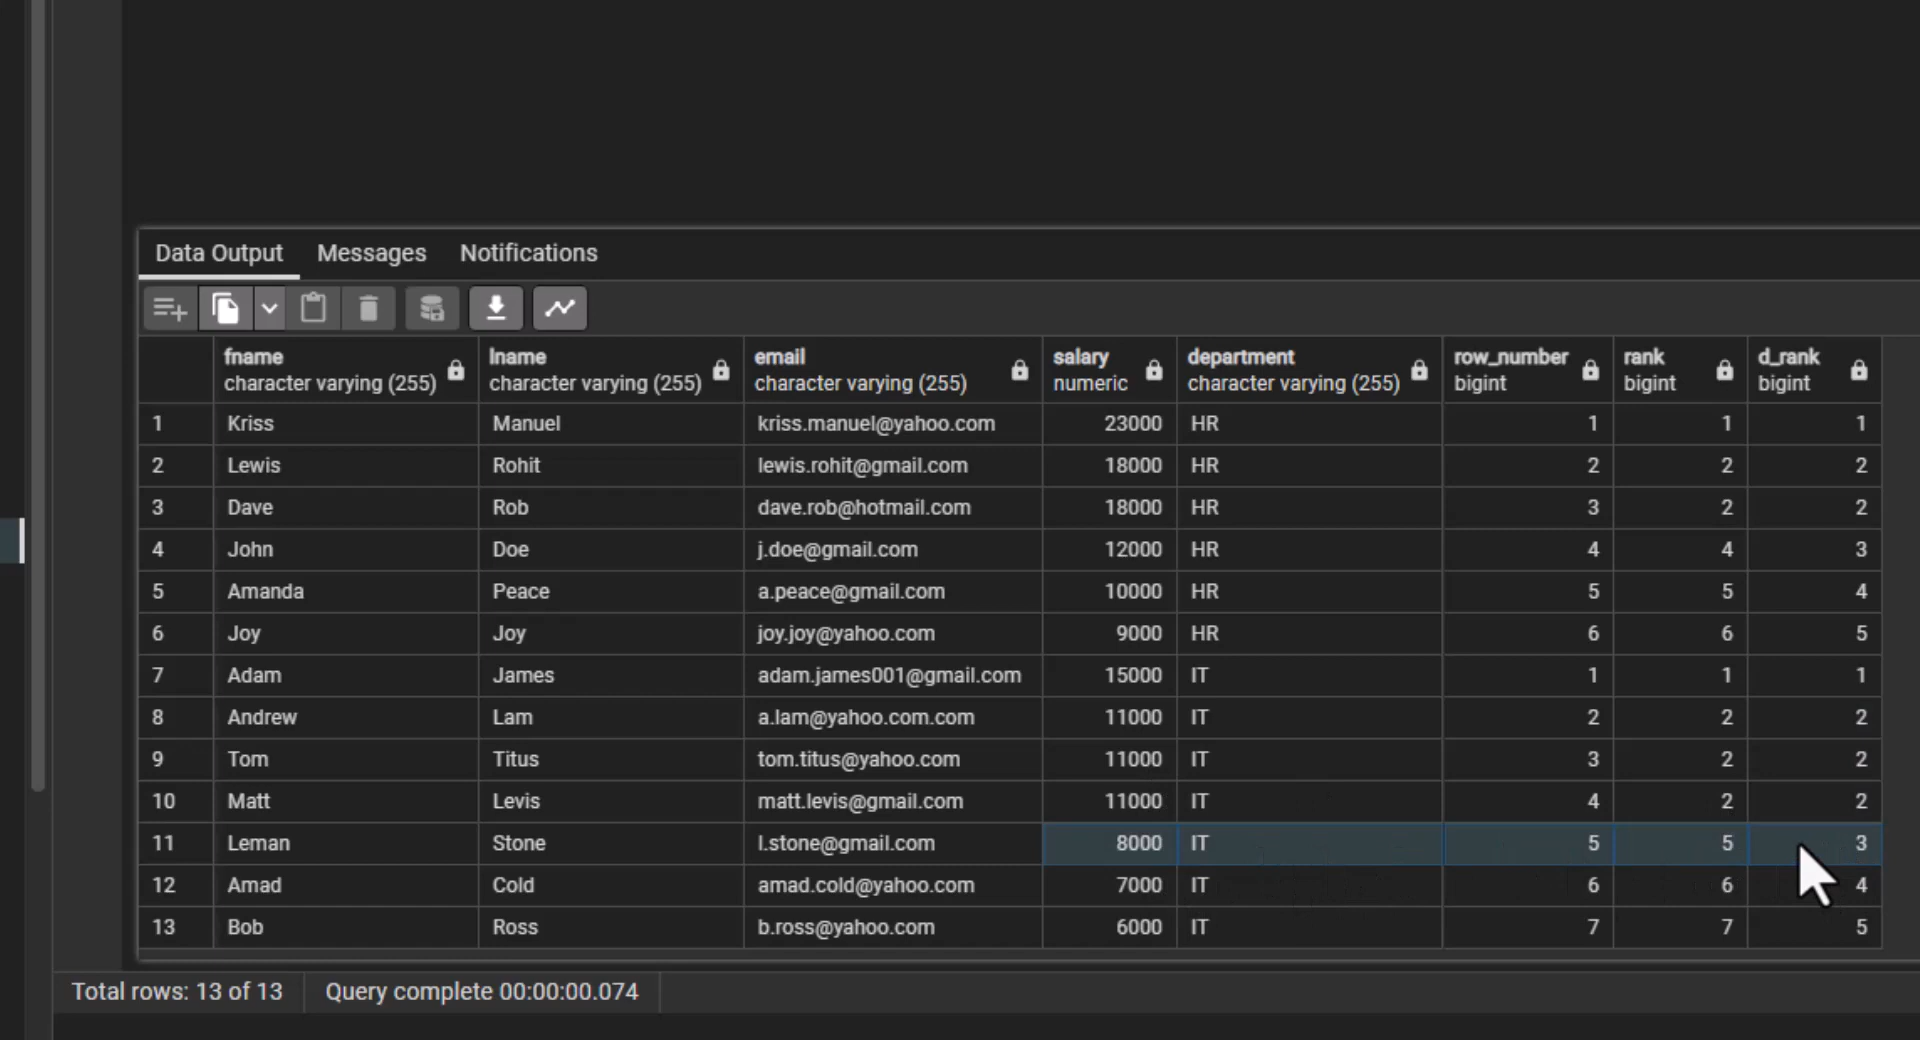 Data Output Messages Notifications
fname lname email salary department row_number rank d_rank
character varying (255) character varying (255) character varying (255) numeric character varying (255) bigint bigint bigint
1 Kriss Manuel kriss.manuel@yahoo.com 23000 HR 1 1 1
2 Lewis Rohit lewis.rohit@gmail.com 18000 HR 2 2 2
3 Dave Rob dave.rob@hotmail.com 18000 HR 3 2 2
4 John Doe j.doe@gmail.com 12000 HR 4 4 3
5 Amanda Peace a.peace@gmail.com 10000 HR 5 5 4
6 Joy Joy joy.joy@yahoo.com 9000 HR 6 6 5
7 Adam James adam.james001@gmail.com 15000 IT 1 1 1
8 Andrew Lam a.lam@yahoo.com.com 11000 IT 2 2 2
9 Tom Titus tom.titus@yahoo.com 11000 IT 3 2 2
10 Matt Levis matt.levis@gmail.com 11000 IT 4 2 2
11 Leman Stone l.stone@gmail.com 8000 IT 5 5 3
12 Amad Cold amad.cold@yahoo.com 7000 IT 6 6 4
13 Bob Ross b.ross@yahoo.com 6000 IT 7 7 5
Total rows: 13 of 13 Query complete 00:00:00.074